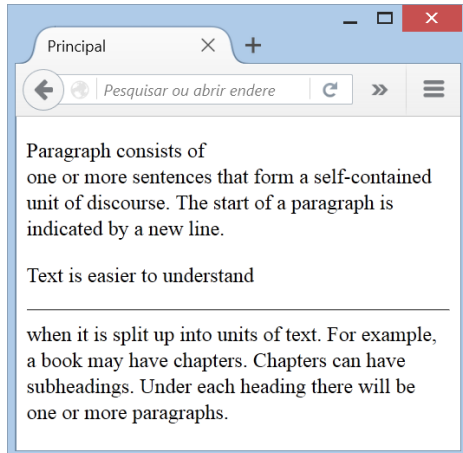 Principal
Pesquisar ou abrir endere
Paragraph consists of
one or more sentences that form a self-contained
unit of discourse. The start of a paragraph is
indicated by a new line.
Text is easier to understand
when it is split up into units of text. For example,
a book may have chapters. Chapters can have
subheadings. Under each heading there will be
one or more paragraphs.